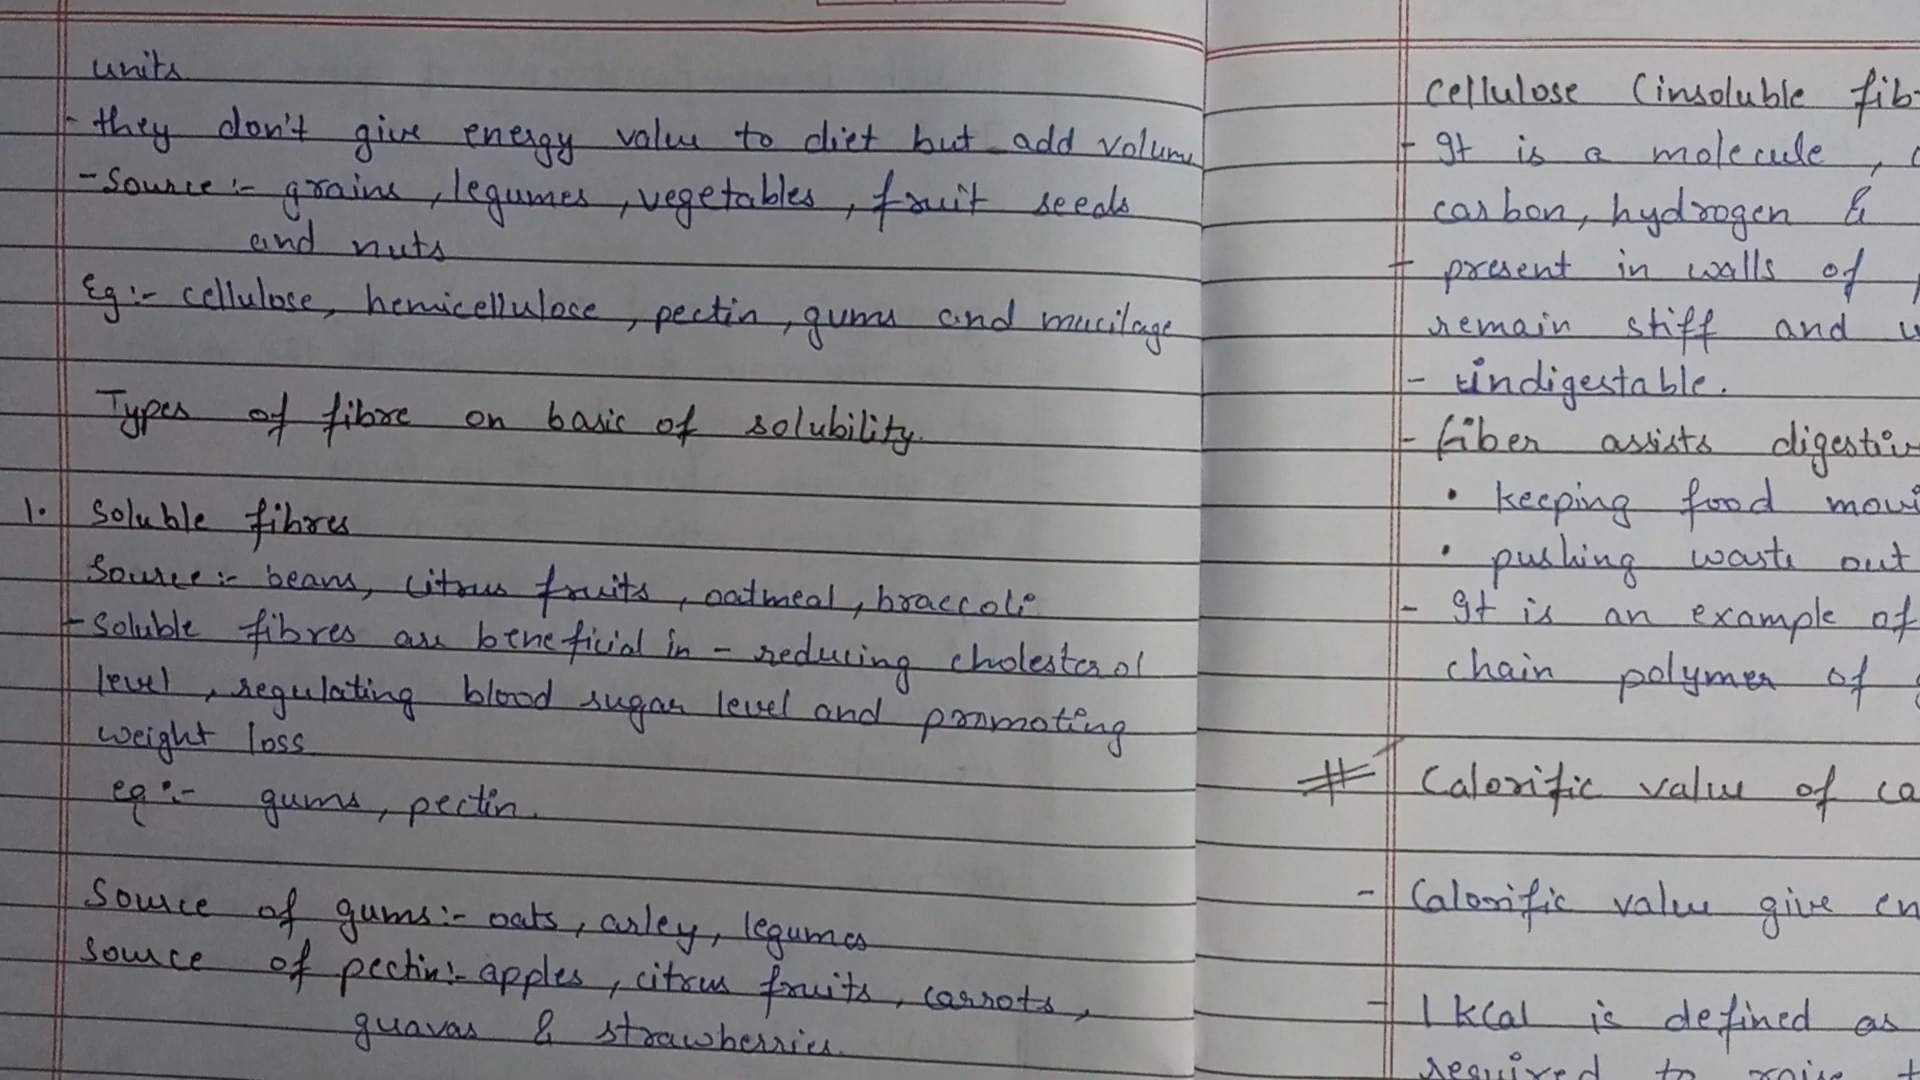 units
- they don't give energy value to diet but add volume
- Source :- grains, legumes, vegetables, fruit seeds
and nuts
Eg :- cellulose, hemicellulose, pectin, gums and mucilage
Types of fibre on basic of solubility.
1. Soluble fibres
Source :- beans, citrus fruits, oatmeal, braccoli
- Soluble fibres are beneficial in - reducing cholesterol
level, regulating blood sugar level and promoting
weight loss
eg :- gums, pectin.
Source of gums :- oats, arley, legumes
Source of pectin :- apples, citrus fruits, carrots,
guavas & strawberries.
cellulose (insoluble fib
- It is a molecule,
carbon, hydrogen &
- present in walls of
remain stiff and
- indigestable.
- fiber assists digestiv
• keeping food movi
• pushing waste out
- It is an example of
chain polymer of
# Calorific value of ca
- Calorific value give en
- 1 kcal is defined as
required to raise t